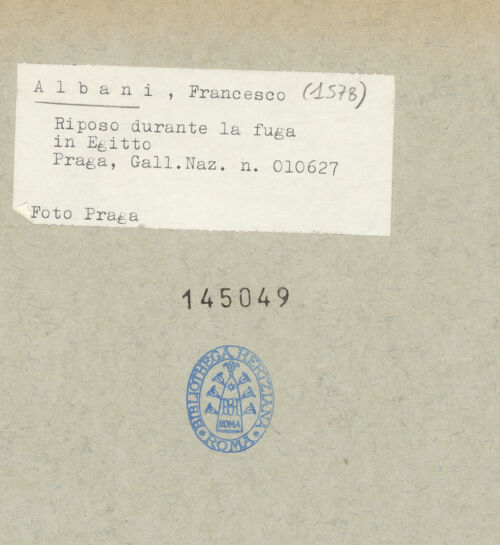 A l b a n i , Francesco (1578)
Riposo durante la fuga
in Egitto
Praga, Gall.Naz. n. 010627
Foto Praga
145049
BIBLIOTHECA HERTZIANA
ROMA
ROMA